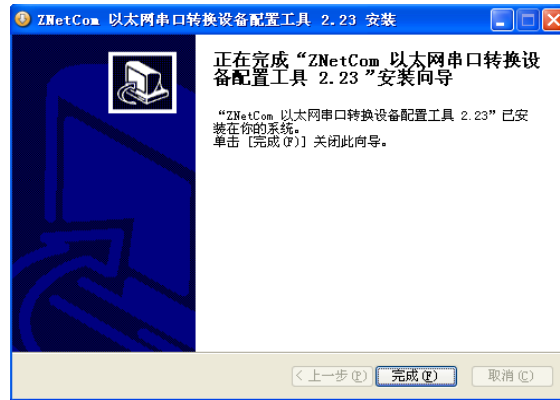 ZNetCom 以太网串口转换设备配置工具 2.23 安装
正在完成“ZNetCom 以太网串口转换设
备配置工具 2.23”安装向导
“ZNetCom 以太网串口转换设备配置工具 2.23”已安
装在你的系统。
单击 [完成(F)] 关闭此向导。
< 上一步(P) 完成(F) 取消(C)